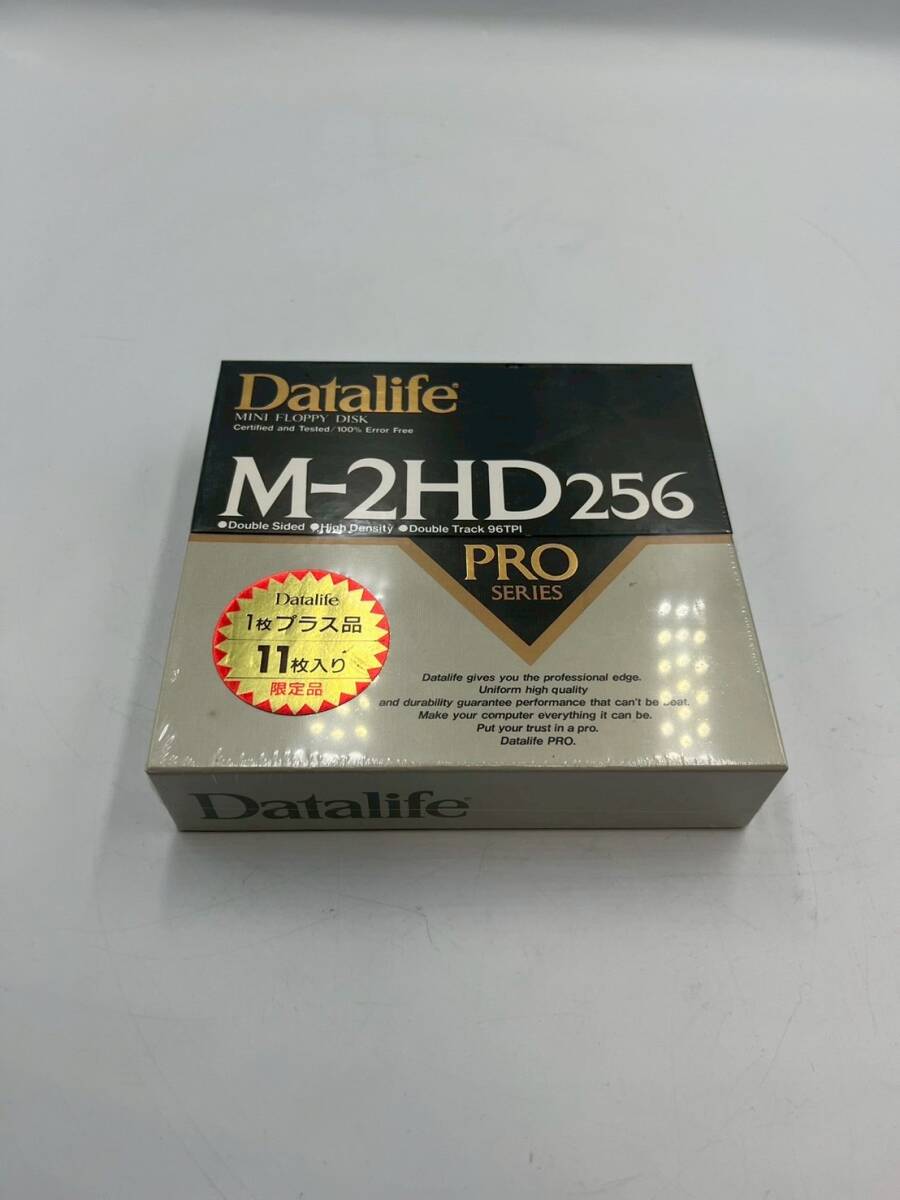 Datalife®
MINI FLOPPY DISK
Certified and Tested/100% Error Free
M-2HD256
●Double Sided ●High Density ●Double Track 96TPI
PRO
SERIES
Datalife
1枚プラス品
11枚入り
限定品
Datalife gives you the professional edge.
Uniform high quality
and durability guarantee performance that can't be beat.
Make your computer everything it can be.
Put your trust in a pro.
Datalife PRO.
Datalife®